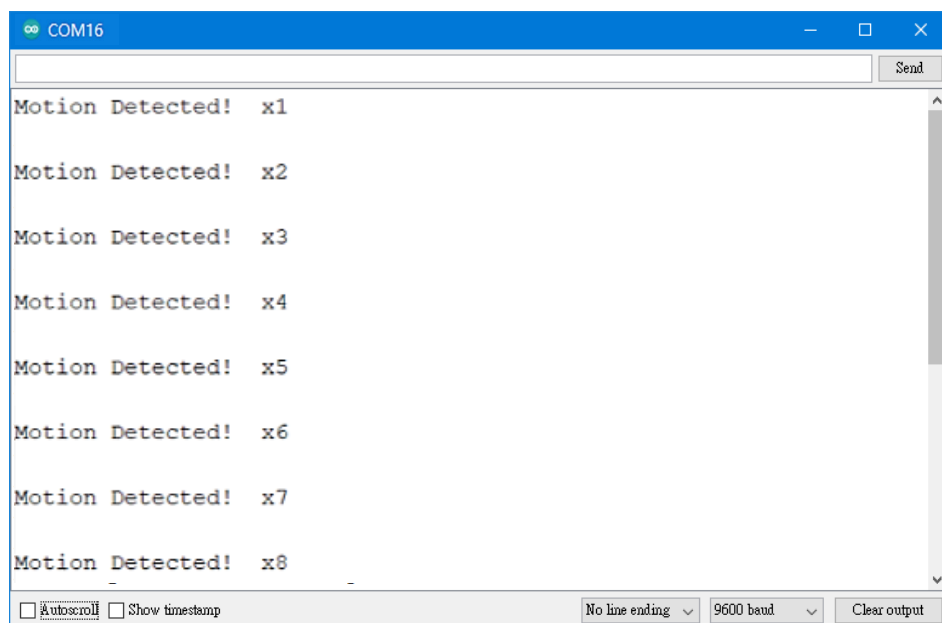 COM16
Send
Motion Detected!  x1
Motion Detected!  x2
Motion Detected!  x3
Motion Detected!  x4
Motion Detected!  x5
Motion Detected!  x6
Motion Detected!  x7
Motion Detected!  x8
Autoscroll Show timestamp No line ending 9600 baud Clear output